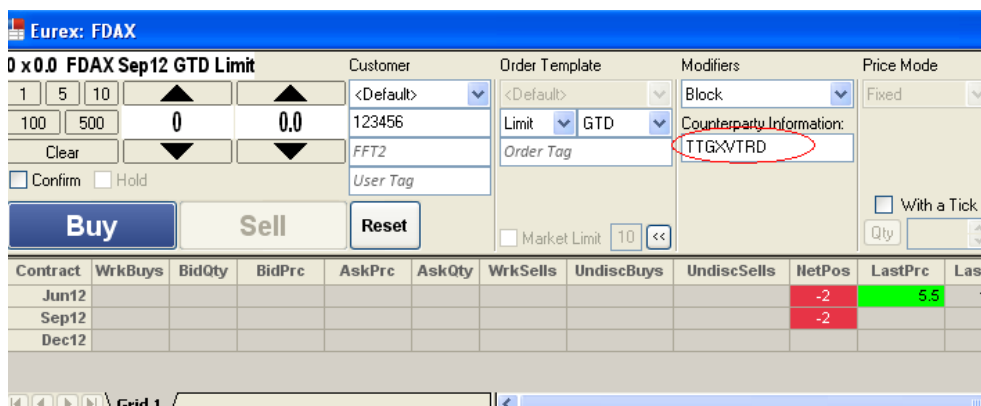 Eurex: FDAX
0 x 0.0 FDAX Sep12 GTD Limit Customer Order Template Modifiers Price Mode
1 5 10 <Default> <Default> Block Fixed
100 500 0 0.0 123456 Limit GTD Counterparty Information:
Clear FFT2 Order Tag TTGXVTRD
Confirm Hold User Tag
With a Tick
Buy Sell Reset Market Limit 10 << Qty
Contract WrkBuys BidQty BidPrc AskPrc AskQty WrkSells UndiscBuys UndiscSells NetPos LastPrc Las
Jun12 -2 5.5
Sep12 -2
Dec12
Grid 1